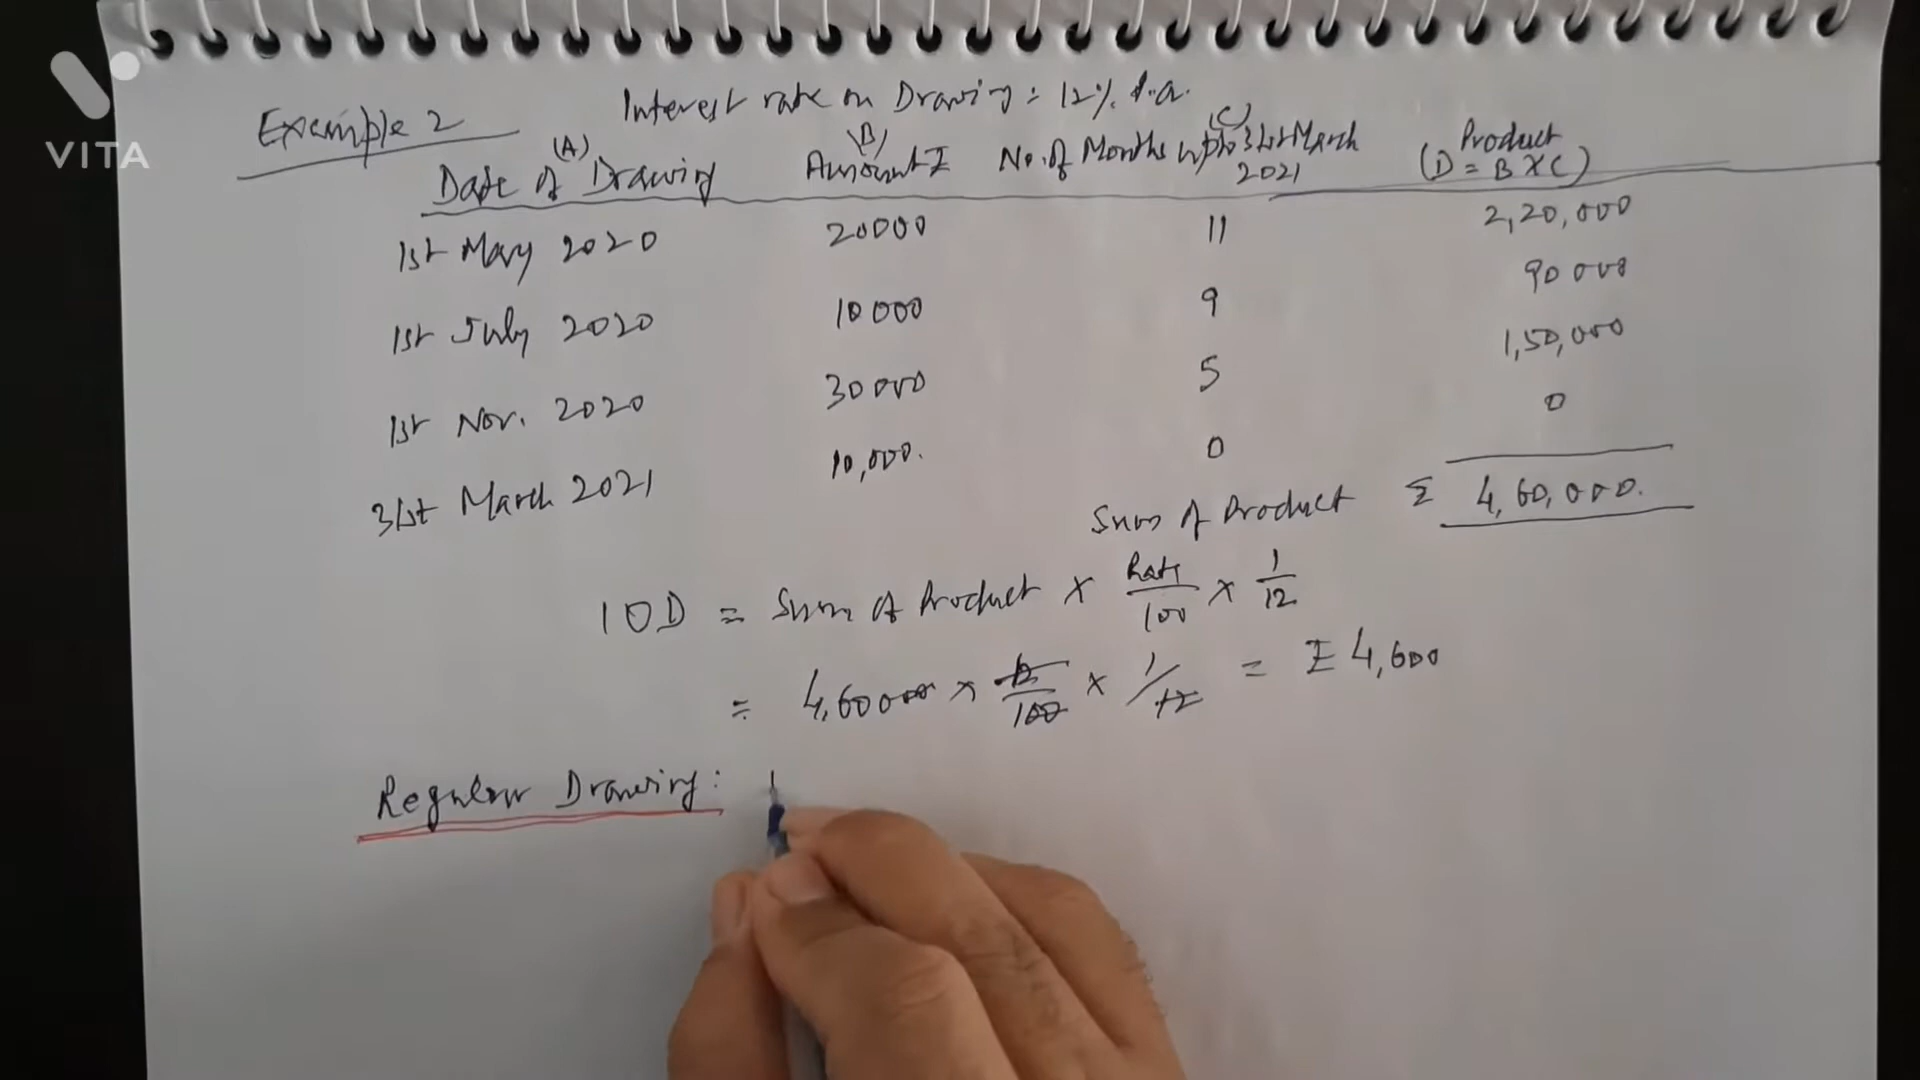 VITA
Example 2
Interest rate on Drawing = 12% p.a.
(A) (B) (C)
Date of Drawing Amount ₹ No. of Months upto 31st March 2021 Product (D = B X C)
1st May 2020 20000 11 2,20,000
1st July 2020 10000 9 90000
1st Nov. 2020 30000 5 1,50,000
31st March 2021 10,000. 0 0
Sum of Product ₹ 4,60,000.
IOD = Sum of Product × Rate/100 × 1/12
= 4,60000 × 12/100 × 1/12 = ₹ 4,600
Regular Drawing: